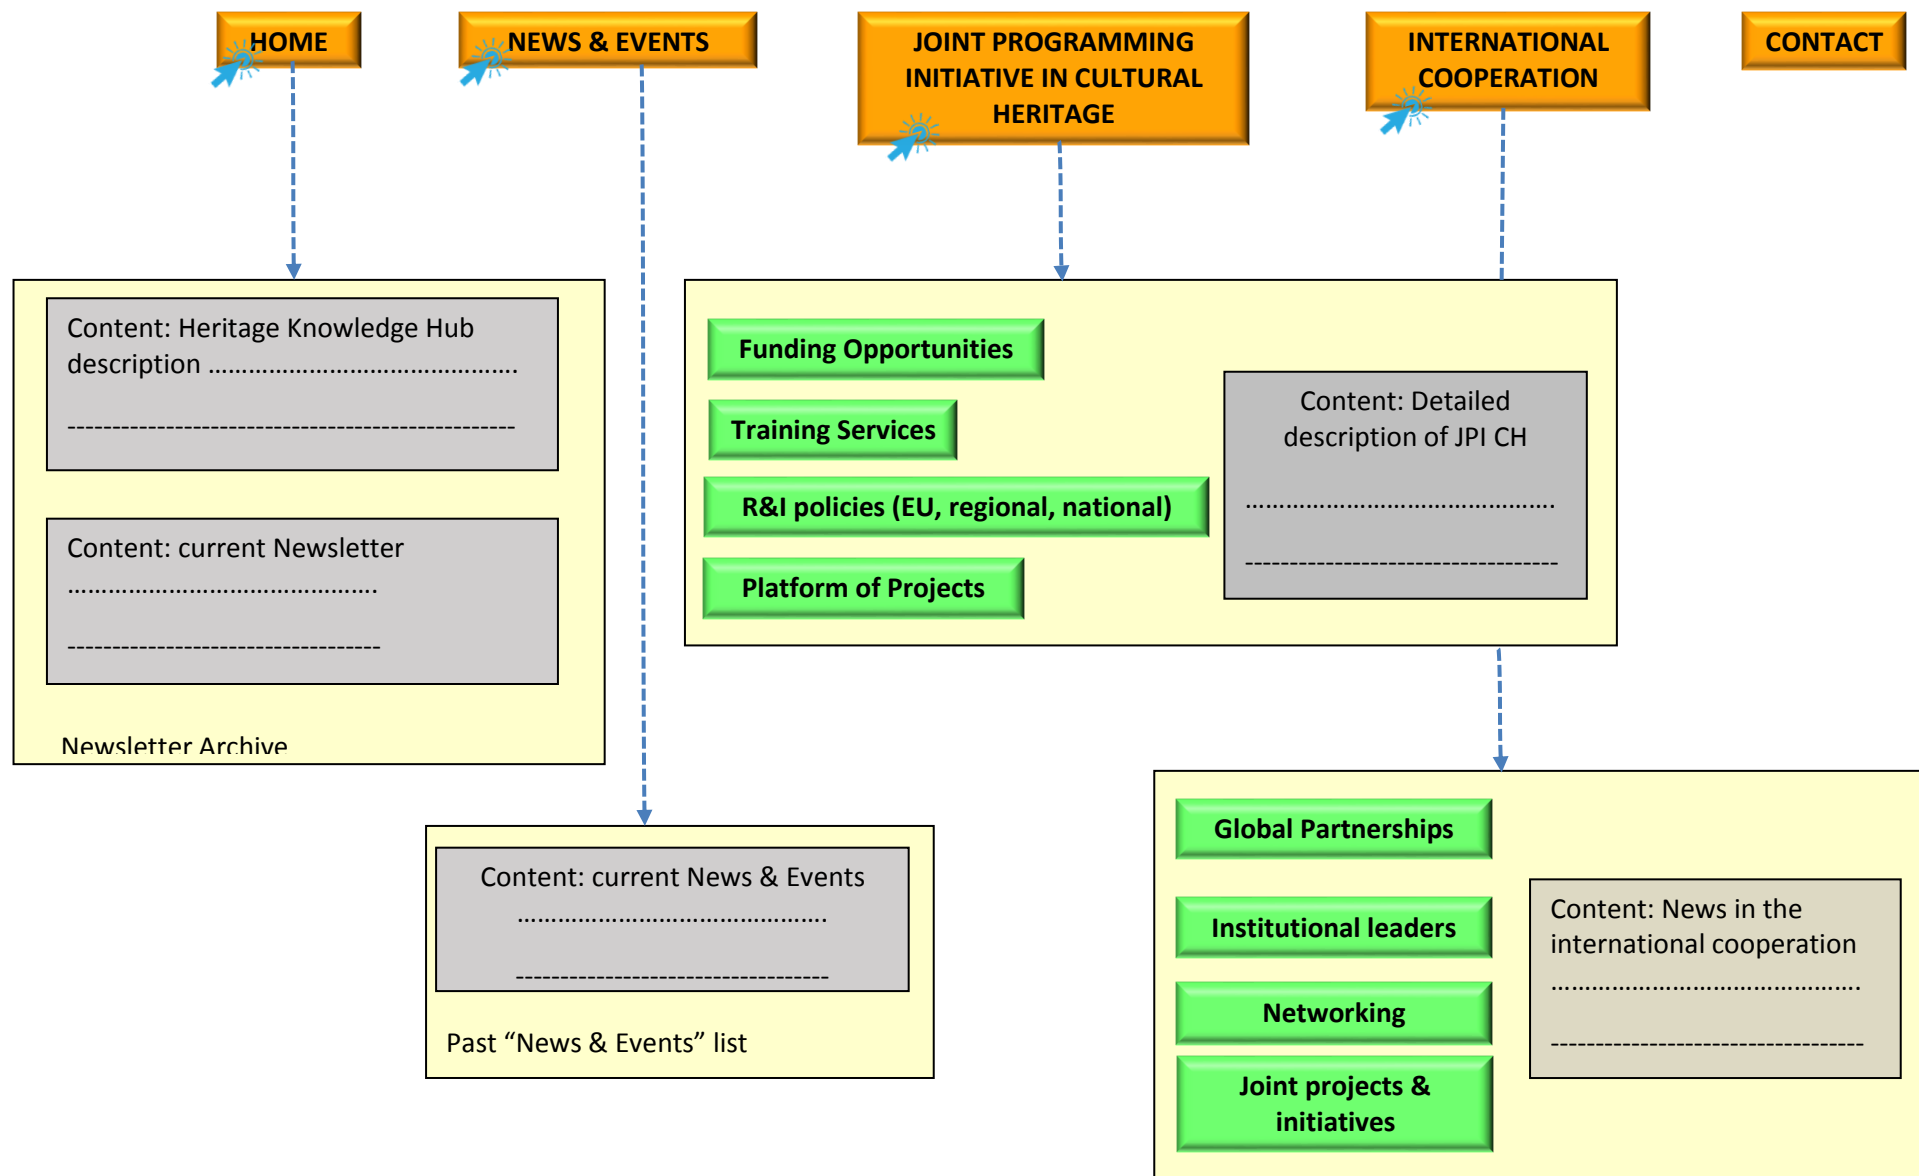 HOME
NEWS & EVENTS
JOINT PROGRAMMING
INITIATIVE IN CULTURAL
HERITAGE
INTERNATIONAL
COOPERATION
CONTACT
Content: Heritage Knowledge Hub
description ……………………………………….
--------------------------------------------------
Content: current Newsletter
……………………………………….
-----------------------------------
Newsletter Archive
Funding Opportunities
Training Services
R&I policies (EU, regional, national)
Platform of Projects
Content: Detailed
description of JPI CH
……………………………………….
-----------------------------------
Content: current News & Events
……………………………………….
-----------------------------------
Past “News & Events” list
Global Partnerships
Institutional leaders
Networking
Joint projects &
initiatives
Content: News in the
international cooperation
……………………………………….
-----------------------------------